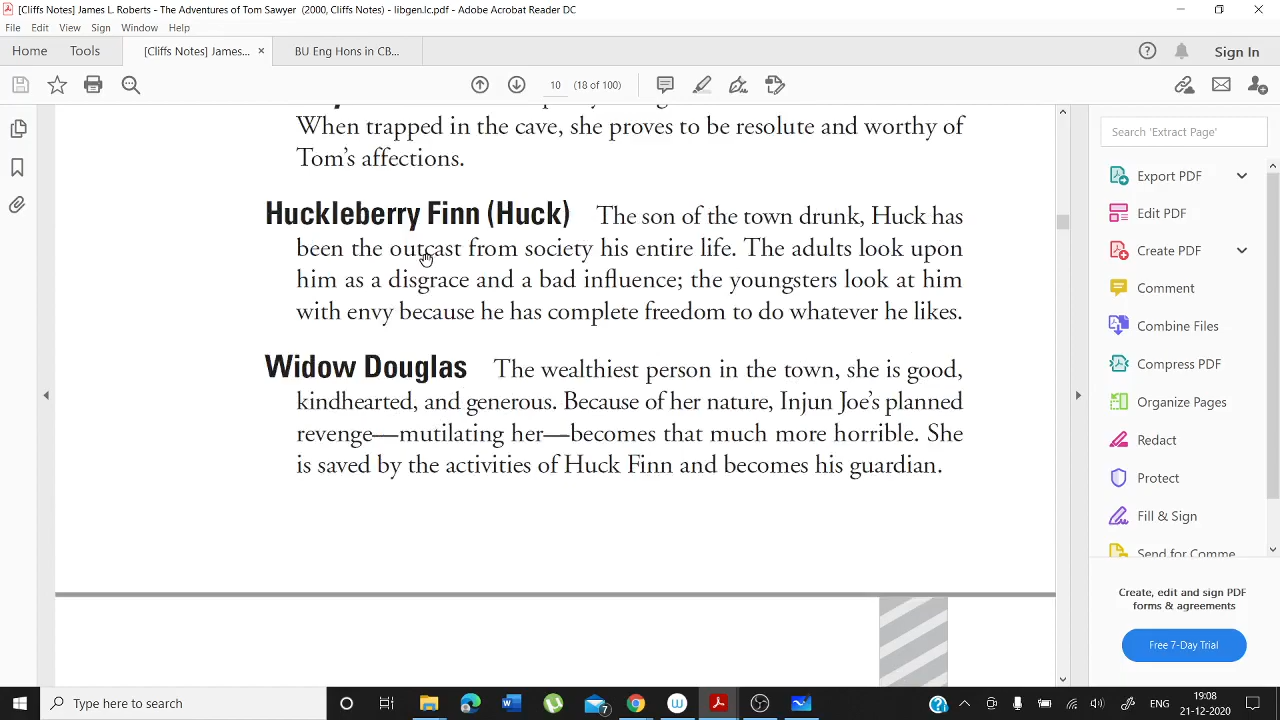 [Cliffs Notes] James L. Roberts - The Adventures of Tom Sawyer (2000, Cliffs Notes) - libgen.lc.pdf - Adobe Acrobat Reader DC
File Edit View Sign Window Help
Home Tools [Cliffs Notes] James... × BU Eng Hons in CB... Sign In
10 (18 of 100)
When trapped in the cave, she proves to be resolute and worthy of
Tom's affections.
Huckleberry Finn (Huck) The son of the town drunk, Huck has
been the outcast from society his entire life. The adults look upon
him as a disgrace and a bad influence; the youngsters look at him
with envy because he has complete freedom to do whatever he likes.
Widow Douglas The wealthiest person in the town, she is good,
kindhearted, and generous. Because of her nature, Injun Joe's planned
revenge—mutilating her—becomes that much more horrible. She
is saved by the activities of Huck Finn and becomes his guardian.
Search 'Extract Page'
Export PDF
Edit PDF
Create PDF
Comment
Combine Files
Compress PDF
Organize Pages
Redact
Protect
Fill & Sign
Send for Comme
Create, edit and sign PDF
forms & agreements
Free 7-Day Trial
Type here to search
7
ENG
19:08
21-12-2020